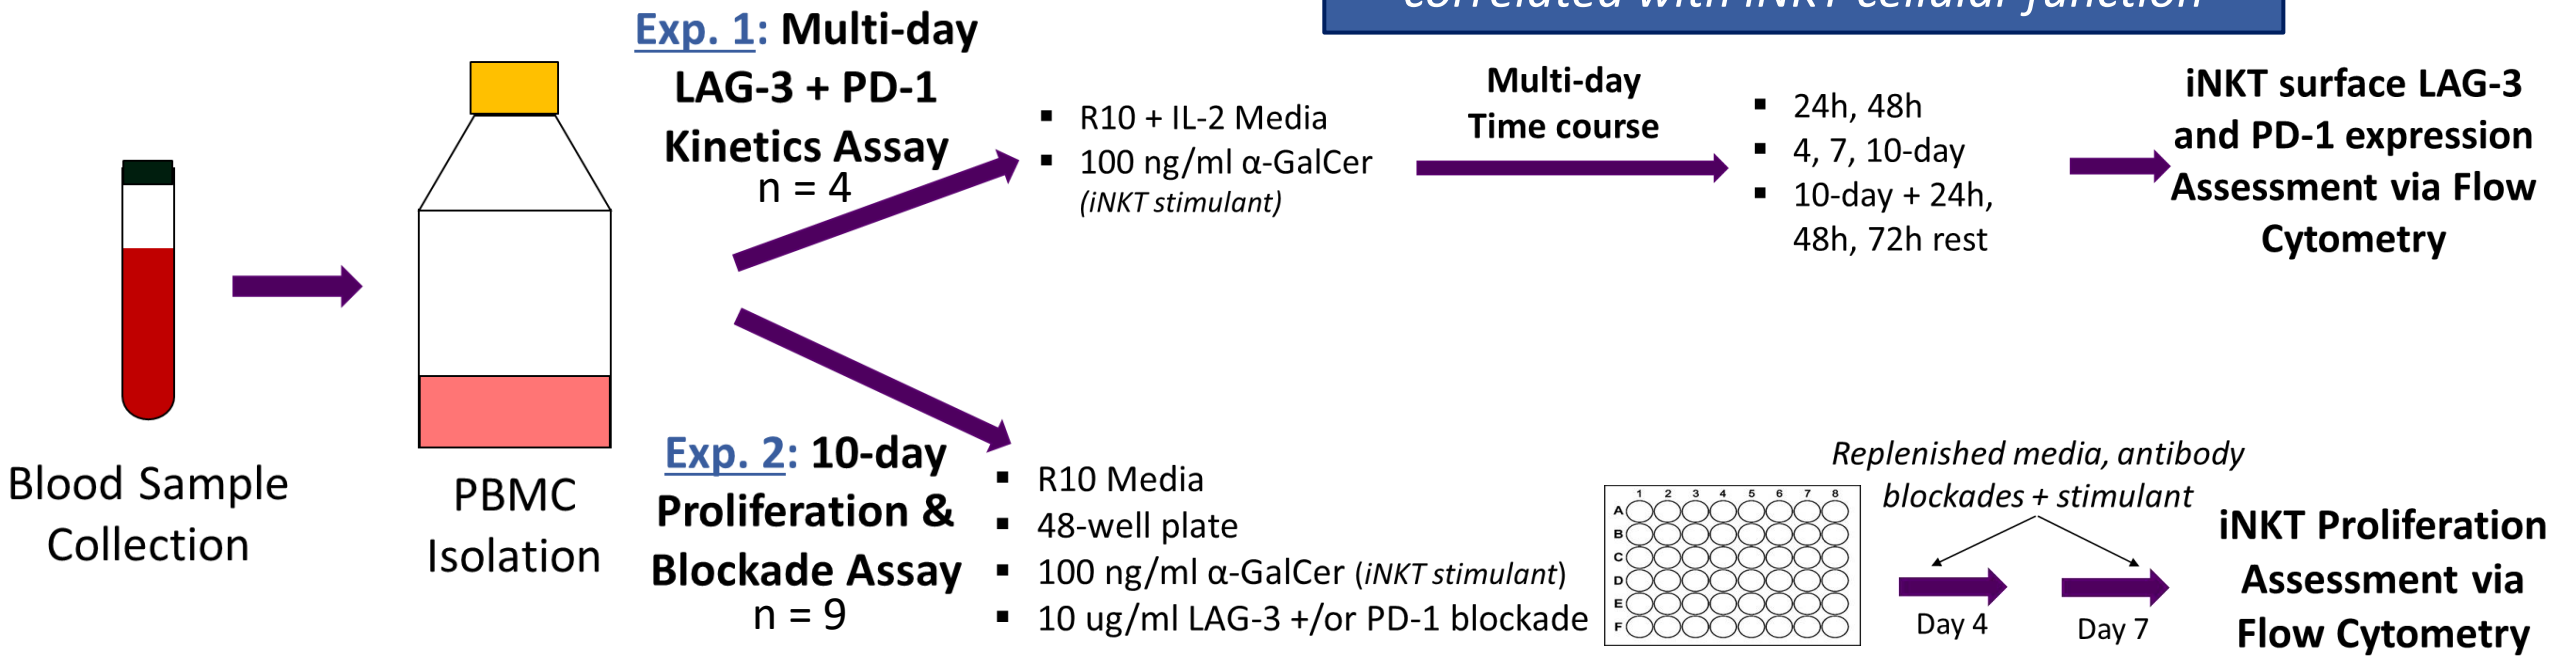 correlated with iNKT cellular function
Exp. 1: Multi-day
LAG-3 + PD-1
Kinetics Assay
n = 4
▪ R10 + IL-2 Media
▪ 100 ng/ml α-GalCer
(iNKT stimulant)
Multi-day
Time course
▪ 24h, 48h
▪ 4, 7, 10-day
▪ 10-day + 24h,
48h, 72h rest
iNKT surface LAG-3
and PD-1 expression
Assessment via Flow
Cytometry
Blood Sample
Collection
PBMC
Isolation
Exp. 2: 10-day
Proliferation &
Blockade Assay
n = 9
▪ R10 Media
▪ 48-well plate
▪ 100 ng/ml α-GalCer (iNKT stimulant)
▪ 10 ug/ml LAG-3 +/or PD-1 blockade
1 2 3 4 5 6 7 8
A
B
C
D
E
F
Replenished media, antibody
blockades + stimulant
Day 4
Day 7
iNKT Proliferation
Assessment via
Flow Cytometry